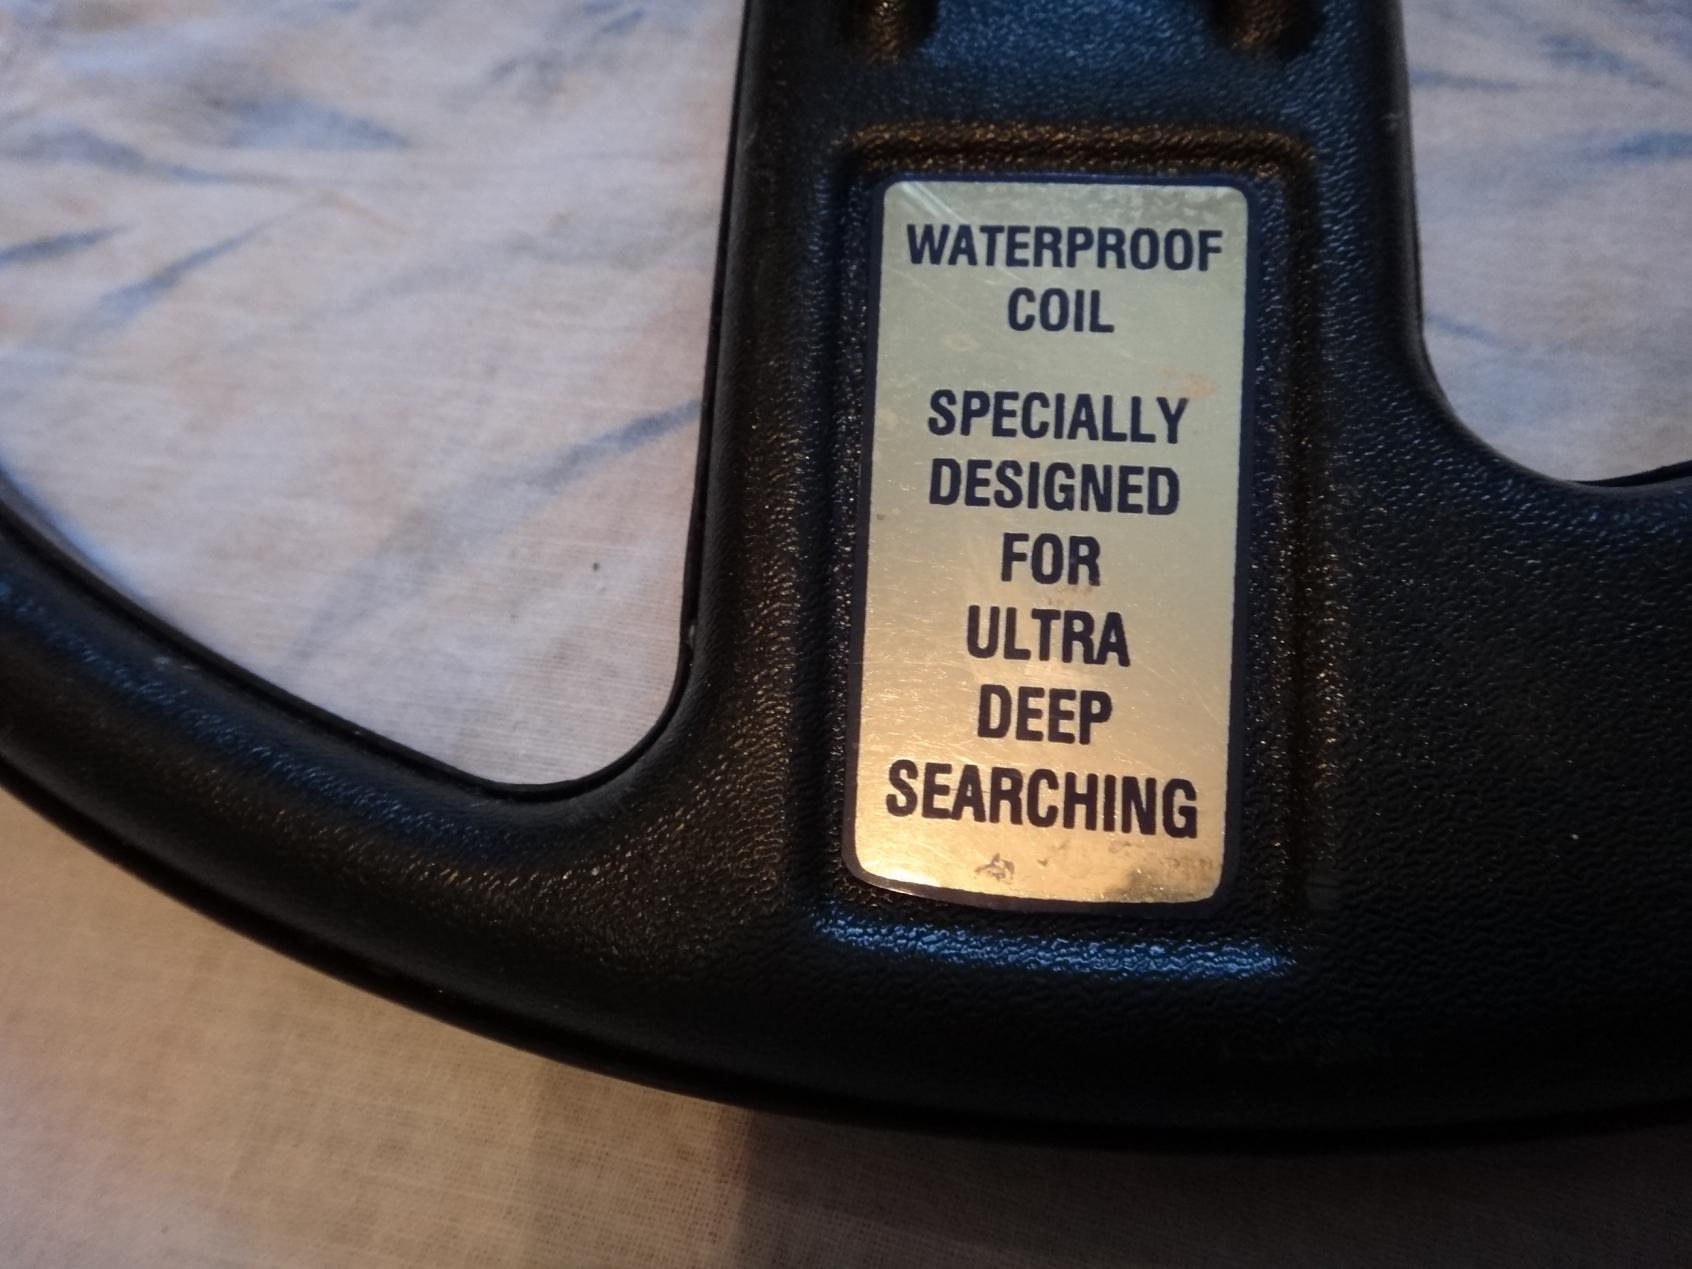 WATERPROOF
COIL
SPECIALLY
DESIGNED
FOR
ULTRA
DEEP
SEARCHING